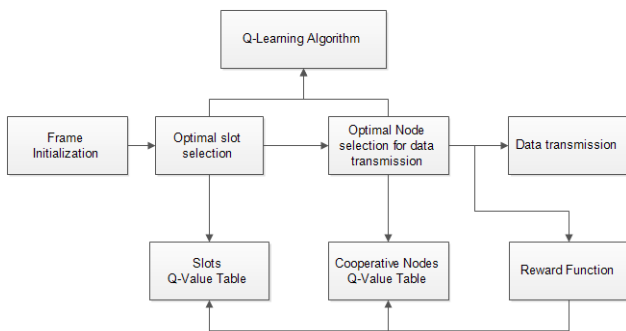 Q-Learning Algorithm
Frame
Initialization
Optimal slot
selection
Optimal Node
selection for data
transmission
Data transmission
Slots
Q-Value Table
Cooperative Nodes
Q-Value Table
Reward Function